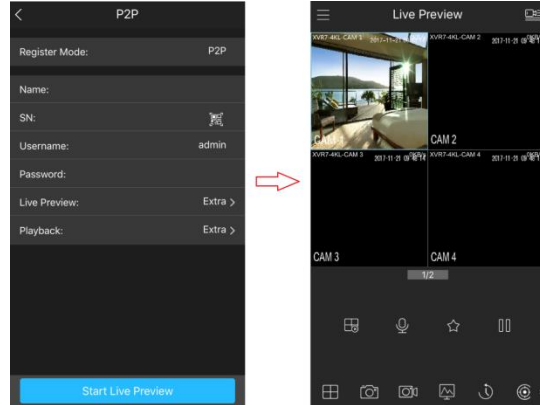 P2P
Register Mode: P2P
Name:
SN:
Username: admin
Password:
Live Preview: Extra >
Playback: Extra >
Start Live Preview
Live Preview
XVR7-4KL-CAM 1
XVR7-4KL-CAM 2
CAM 2
XVR7-4KL-CAM 3
XVR7-4KL-CAM 4
CAM 3
CAM 4
1/2